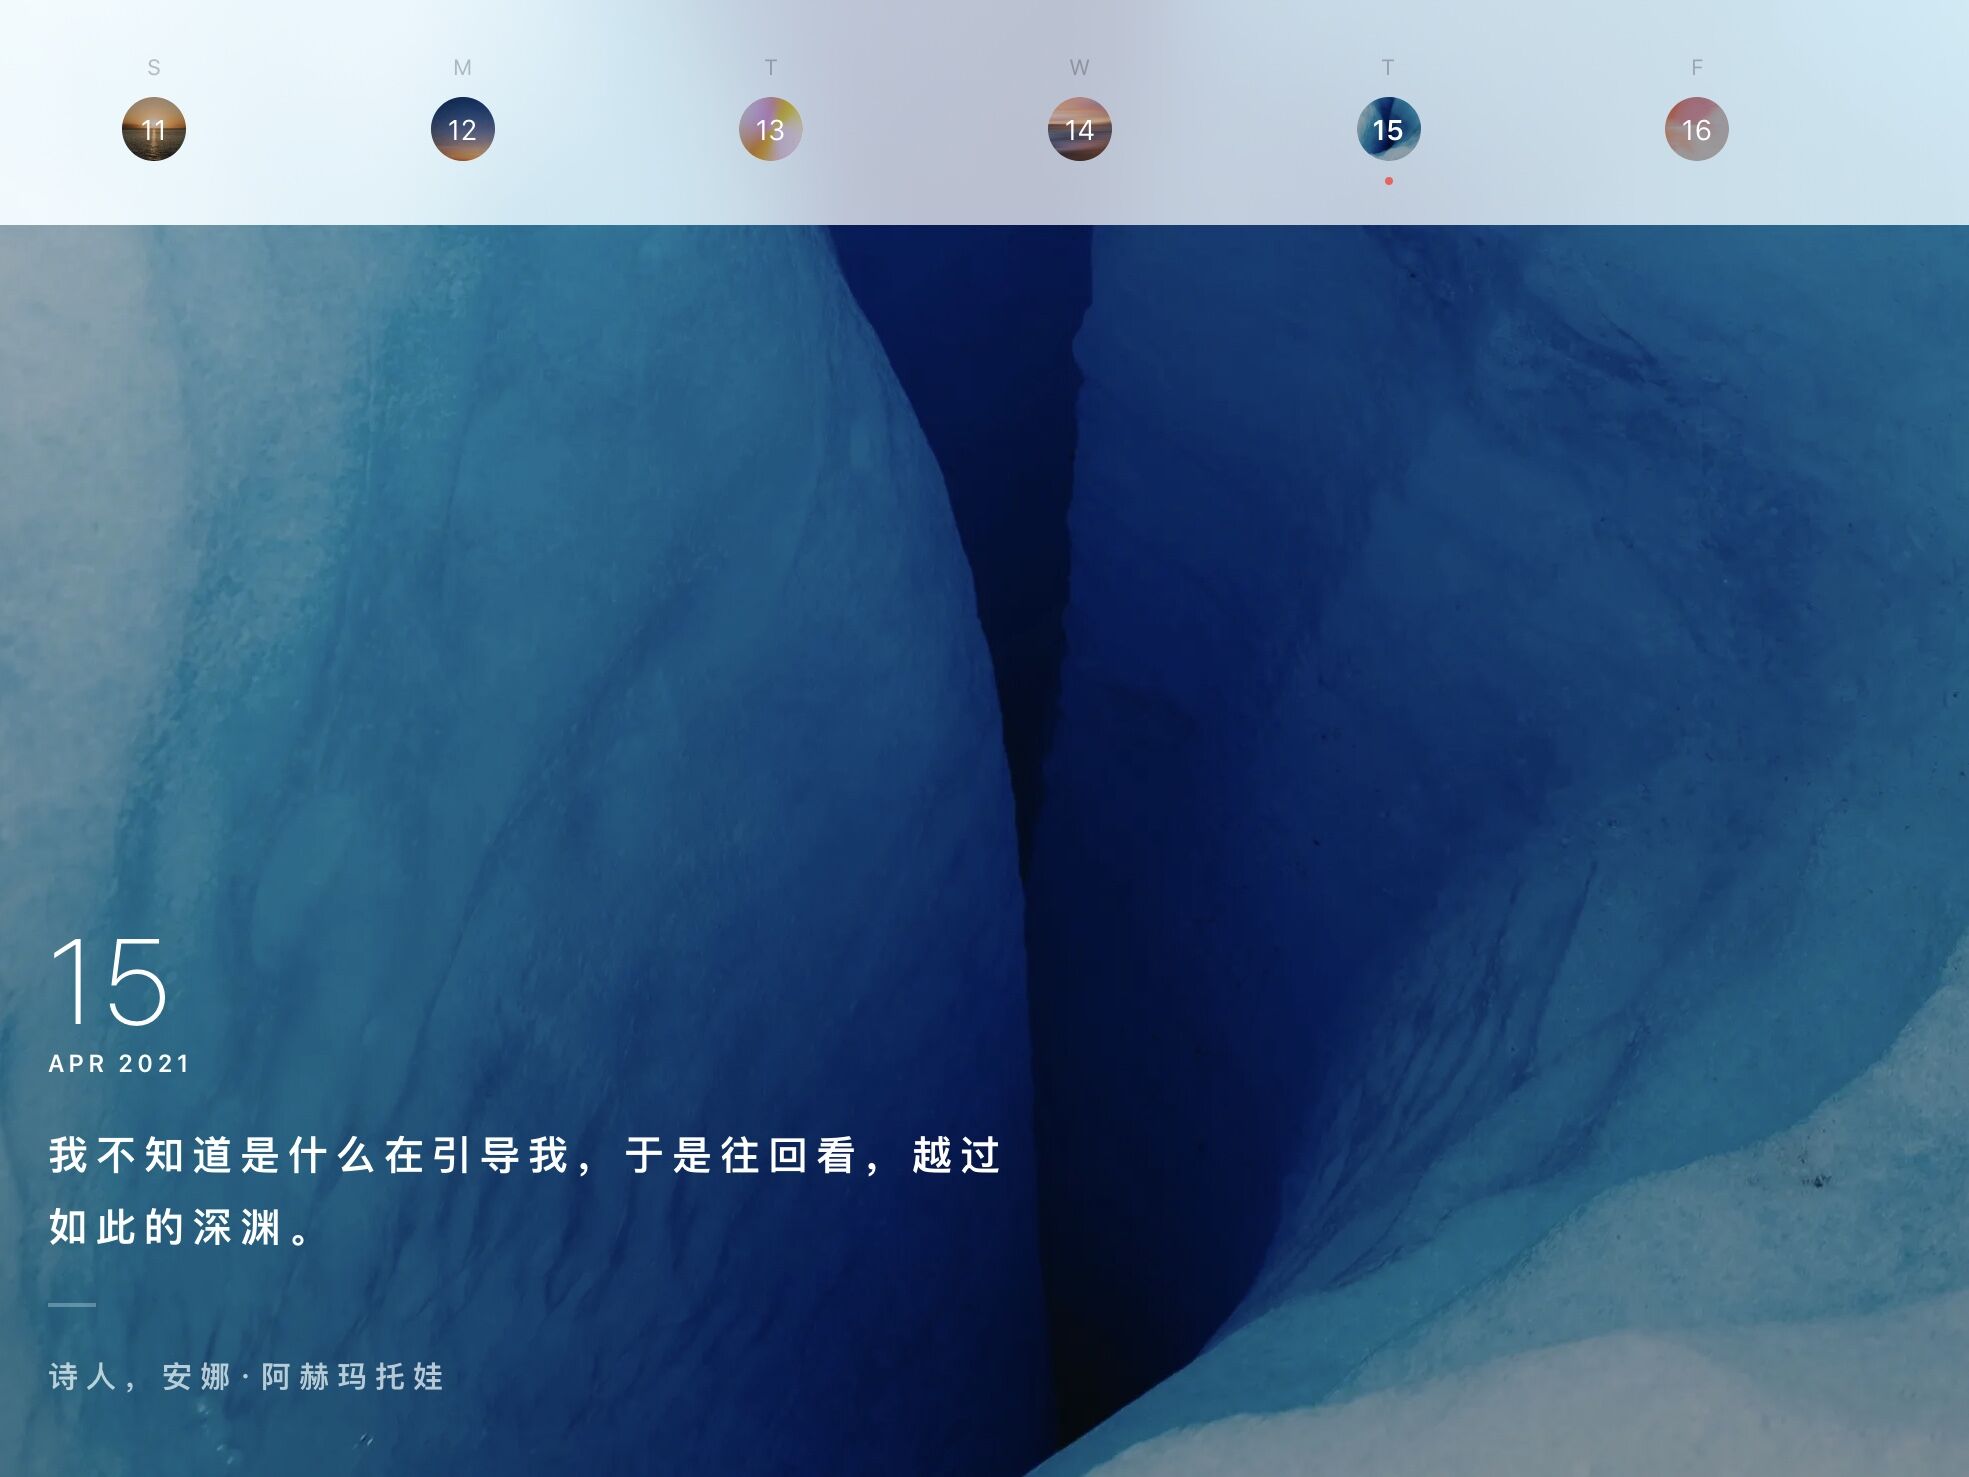 S M T W T F
11 12 13 14 15 16
15
APR 2021
我不知道是什么在引导我，于是往回看，越过
如此的深渊。
诗人，安娜·阿赫玛托娃